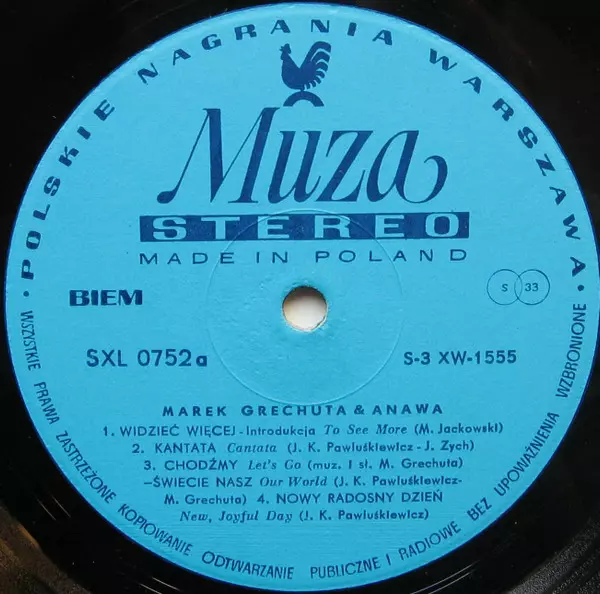 • POLSKIE NAGRANIA WARSZAWA •
Muza
STEREO
MADE IN POLAND
BIEM
S 33
SXL 0752a
S-3 XW-1555
MAREK GRECHUTA & ANAWA
1. WIDZIEĆ WIĘCEJ - Introdukcja To See More (M. Jackowski)
2. KANTATA Cantata (J. K. Pawluśkiewicz - J. Zych)
3. CHODŹMY Let's Go (muz. i sł. M. Grechuta)
–ŚWIECIE NASZ Our World (J. K. Pawluśkiewicz-
M. Grechuta) 4. NOWY RADOSNY DZIEŃ
New, Joyful Day (J. K. Pawluśkiewicz)
WSZYSTKIE PRAWA ZASTRZEŻONE KOPIOWANIE ODTWARZANIE PUBLICZNE I RADIOWE BEZ UPOWAŻNIENIA WZBRONIONE